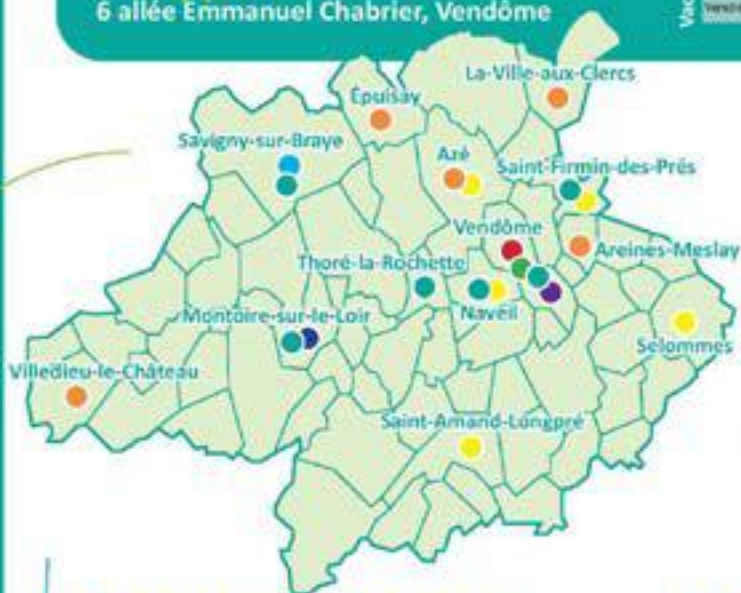 6 allée Emmanuel Chabrier, Vendôme
La-Ville-aux-Clercs
Épuisay
Savigny-sur-Braye
Azé
Saint-Firmin-des-Prés
Vendôme
Areines-Meslay
Thoré-la-Rochette
Naveil
Montoire-sur-le-Loir
Selommes
Villedieu-le-Château
Saint-Amand-Longpré